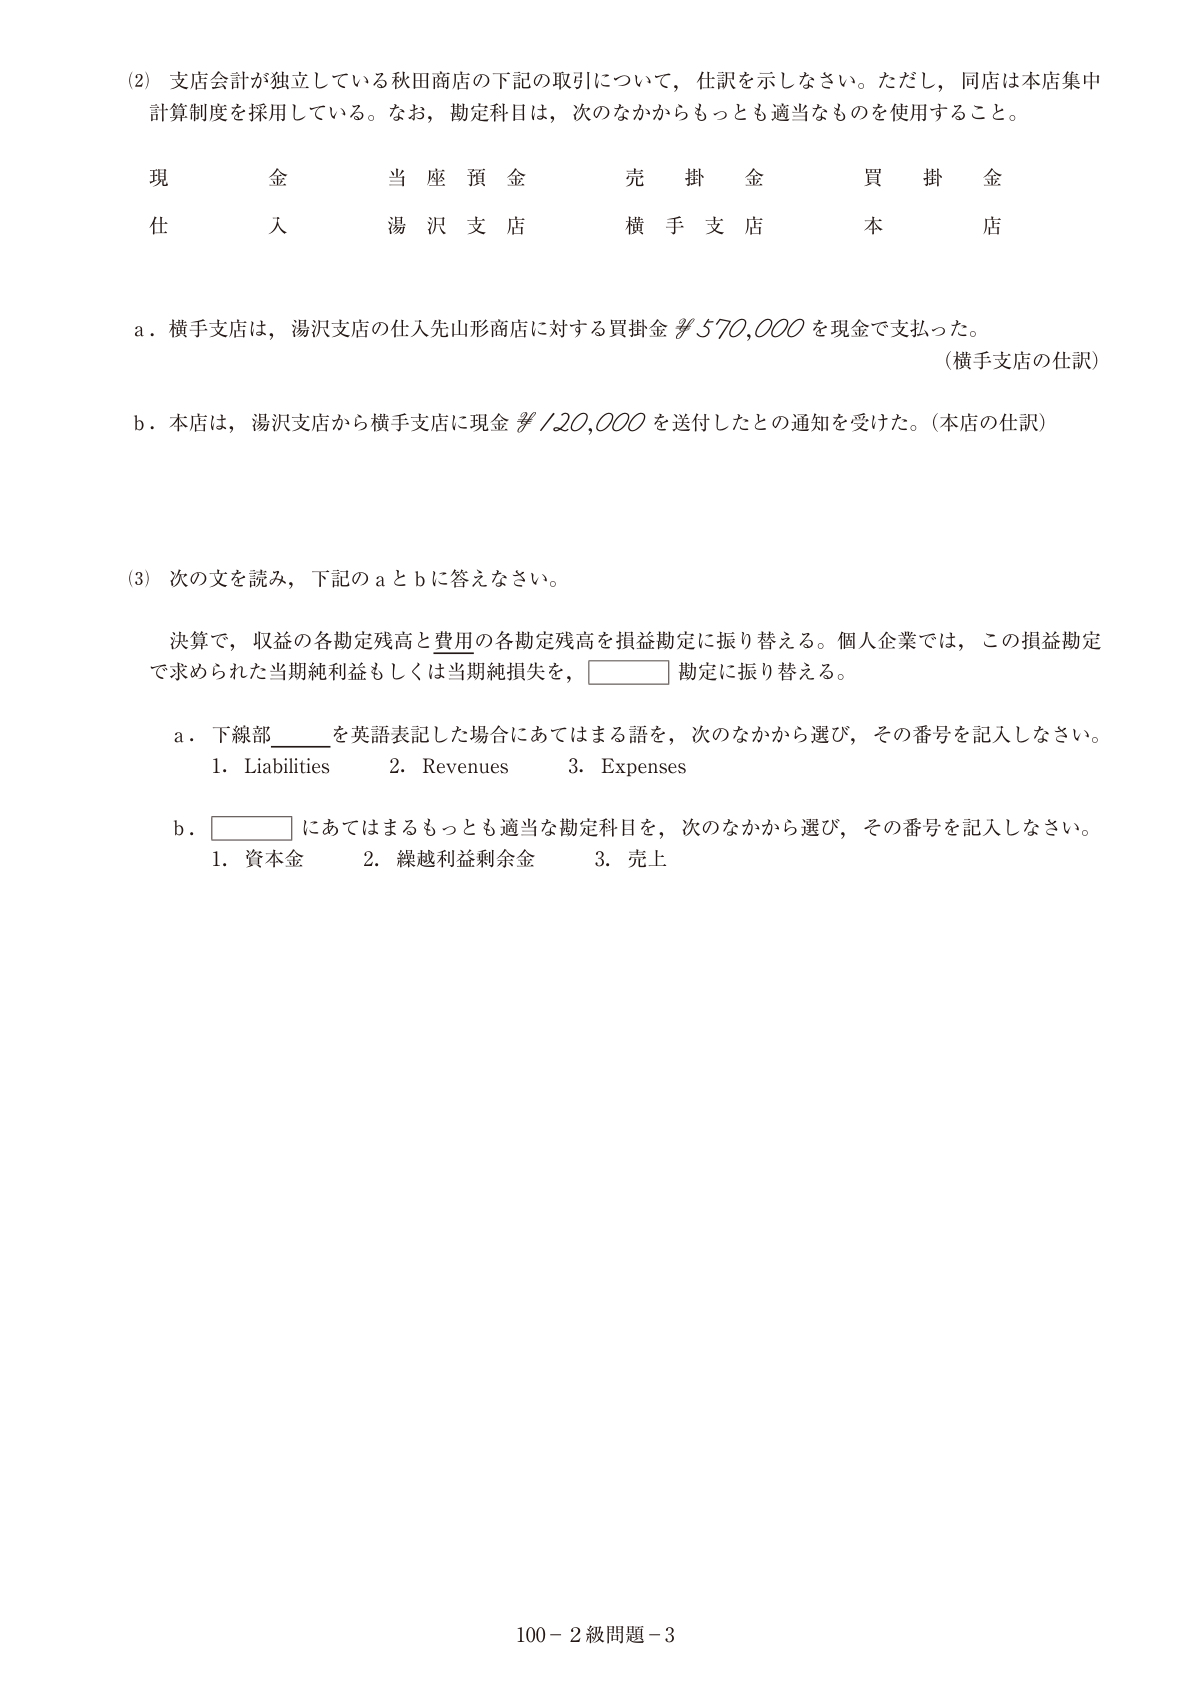 ⑵ 支店会計が独立している秋田商店の下記の取引について，仕訳を示しなさい。ただし，同店は本店集中
計算制度を採用している。なお，勘定科目は，次のなかからもっとも適当なものを使用すること。
現金 当座預金 売掛金 買掛金
仕入 湯沢支店 横手支店 本店
a．横手支店は，湯沢支店の仕入先山形商店に対する買掛金￥570,000を現金で支払った。
（横手支店の仕訳）
b．本店は，湯沢支店から横手支店に現金￥120,000を送付したとの通知を受けた。（本店の仕訳）
⑶ 次の文を読み，下記のaとbに答えなさい。
決算で，収益の各勘定残高と費用の各勘定残高を損益勘定に振り替える。個人企業では，この損益勘定
で求められた当期純利益もしくは当期純損失を， 勘定に振り替える。
a．下線部 を英語表記した場合にあてはまる語を，次のなかから選び，その番号を記入しなさい。
1．Liabilities 2．Revenues 3．Expenses
b． にあてはまるもっとも適当な勘定科目を，次のなかから選び，その番号を記入しなさい。
1．資本金 2．繰越利益剰余金 3．売上
100－２級問題－3